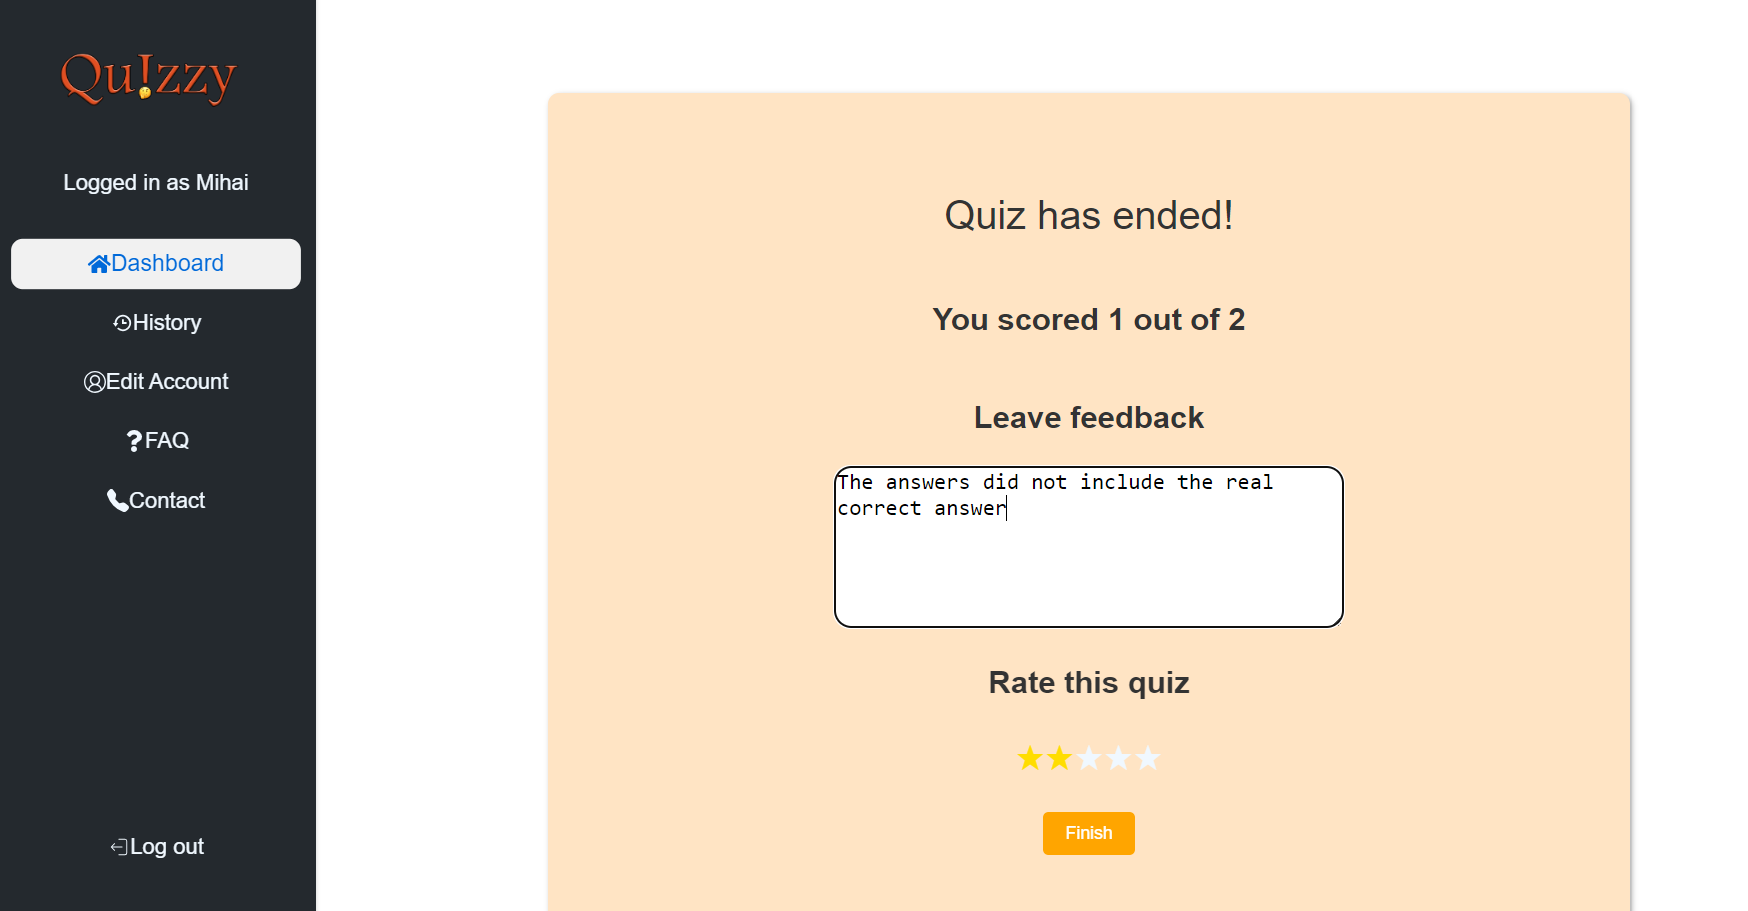 Qu!zzy
Logged in as Mihai
Dashboard
History
Edit Account
FAQ
Contact
Log out
Quiz has ended!
You scored 1 out of 2
Leave feedback
The answers did not include the real
correct answer
Rate this quiz
Finish